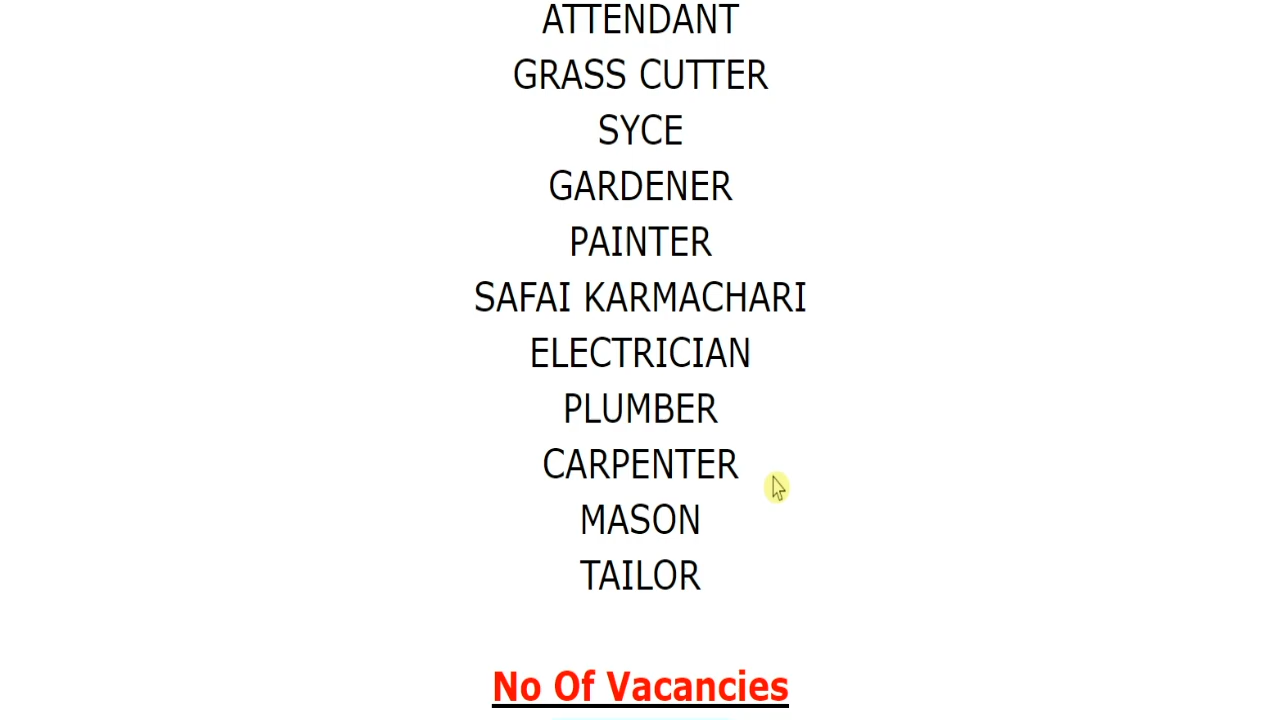 ATTENDANT
GRASS CUTTER
SYCE
GARDENER
PAINTER
SAFAI KARMACHARI
ELECTRICIAN
PLUMBER
CARPENTER
MASON
TAILOR
No Of Vacancies